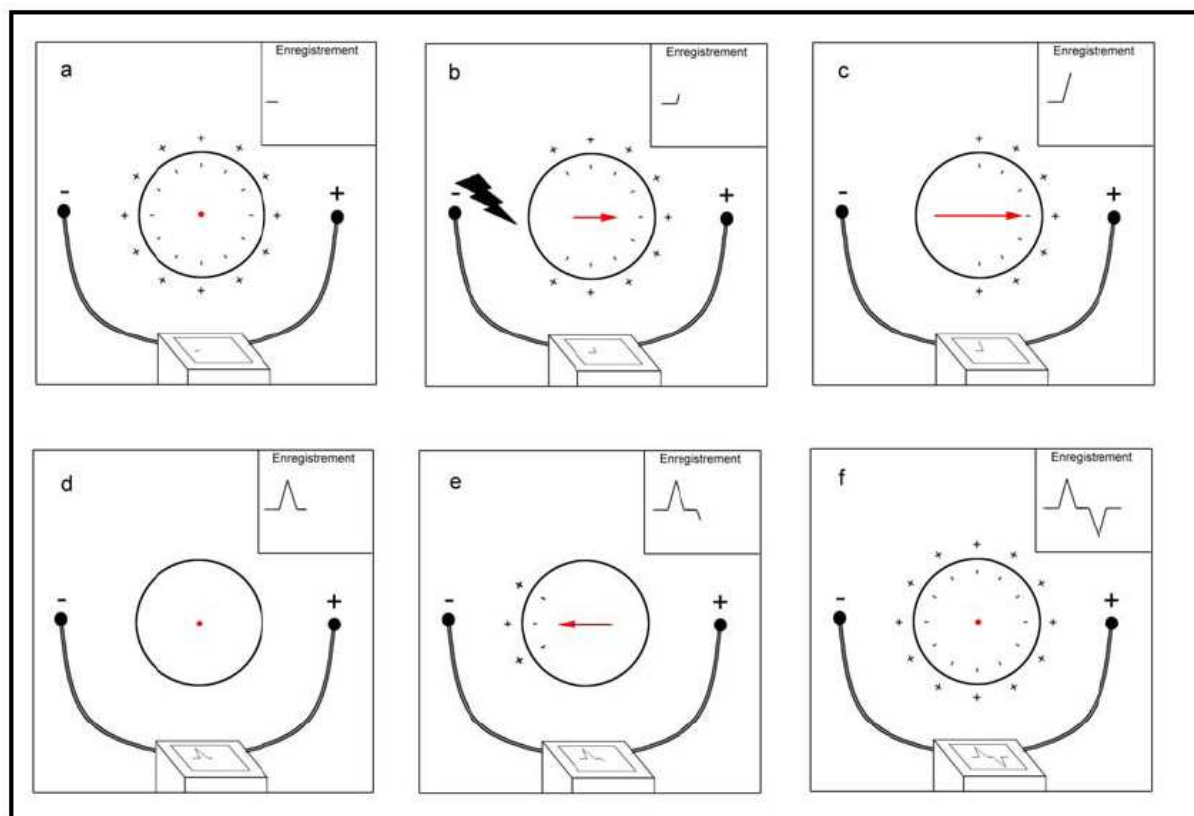 Enregistrement
a
- +
Enregistrement
b
- +
Enregistrement
c
- +
Enregistrement
d
- +
Enregistrement
e
- +
Enregistrement
f
- +